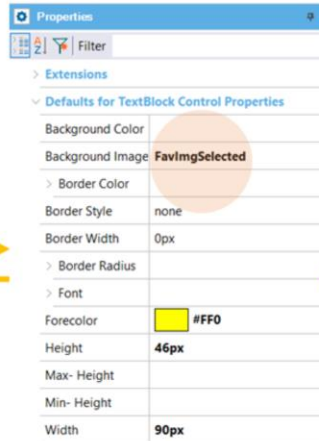 Properties
Filter
Extensions
Defaults for TextBlock Control Properties
Background Color
Background Image FavImgSelected
Border Color
Border Style none
Border Width 0px
Border Radius
Font
Forecolor #FF0
Height 46px
Max- Height
Min- Height
Width 90px